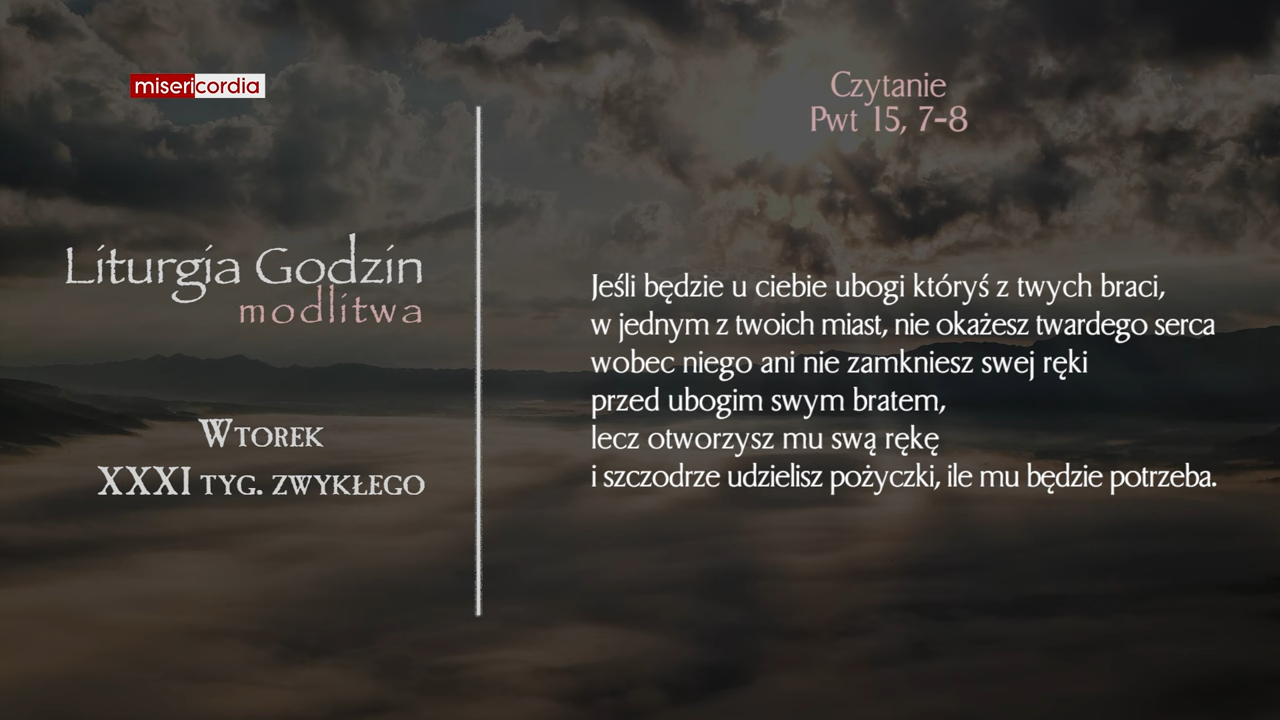 misericordia
Liturgia Godzin
modlitwa
Wtorek
XXXI tyg. zwykłego
Czytanie
Pwt 15, 7-8
Jeśli będzie u ciebie ubogi któryś z twych braci,
w jednym z twoich miast, nie okażesz twardego serca
wobec niego ani nie zamkniesz swej ręki
przed ubogim swym bratem,
lecz otworzysz mu swą rękę
i szczodrze udzielisz pożyczki, ile mu będzie potrzeba.